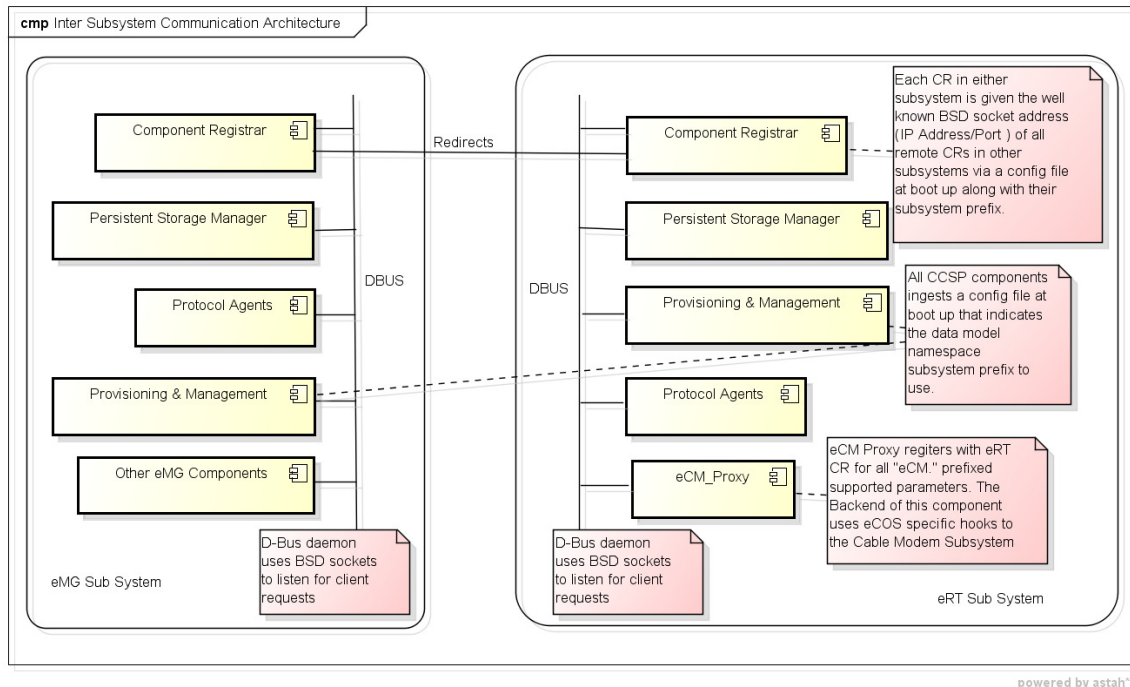 cmp Inter Subsystem Communication Architecture
Component Registrar
Persistent Storage Manager
Protocol Agents
Provisioning & Management
Other eMG Components
DBUS
D-Bus daemon
uses BSD sockets
to listen for client
requests
eMG Sub System
Redirects
Component Registrar
Persistent Storage Manager
Provisioning & Management
Protocol Agents
eCM_Proxy
DBUS
D-Bus daemon
uses BSD sockets
to listen for client
requests
Each CR in either
subsystem is given the well
known BSD socket address
(IP Address/Port ) of all
remote CRs in other
subsystems via a config file
at boot up along with their
subsystem prefix.
All CCSP components
ingests a config file at
boot up that indicates
the data model
namespace
subsystem prefix to
use.
eCM Proxy regiters with eRT
CR for all "eCM." prefixed
supported parameters. The
Backend of this component
uses eCOS specific hooks to
the Cable Modem Subsystem
eRT Sub System
powered by astah*